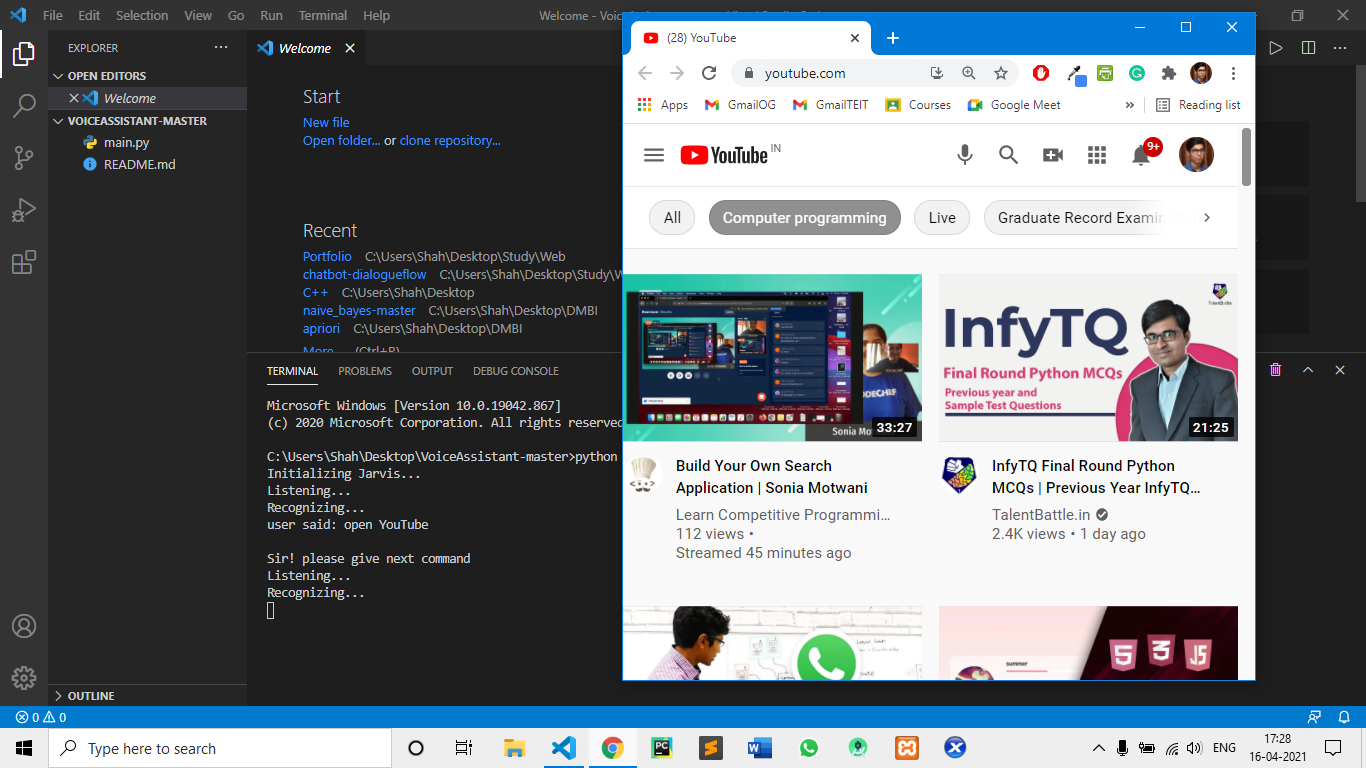 File Edit Selection View Go Run Terminal Help
EXPLORER
OPEN EDITORS
Welcome
VOICEASSISTANT-MASTER
main.py
README.md
OUTLINE
Welcome
Start
New file
Open folder... or clone repository...
Recent
Portfolio C:\Users\Shah\Desktop\Study\Web
chatbot-dialogueflow C:\Users\Shah\Desktop\Study\
C++ C:\Users\Shah\Desktop
naive_bayes-master C:\Users\Shah\Desktop\DMBI
apriori C:\Users\Shah\Desktop\DMBI
More... (Ctrl+R)
TERMINAL PROBLEMS OUTPUT DEBUG CONSOLE
Microsoft Windows [Version 10.0.19042.867]
(c) 2020 Microsoft Corporation. All rights reserved
C:\Users\Shah\Desktop\VoiceAssistant-master>python
Initializing Jarvis...
Listening...
Recognizing...
user said: open YouTube
Sir! please give next command
Listening...
Recognizing...
(28) YouTube
youtube.com
Apps GmailOG GmailTEIT Courses Google Meet » Reading list
YouTube IN
9+
All Computer programming Live Graduate Record
33:27
Build Your Own Search
Application | Sonia Motwani
Learn Competitive Programmi...
112 views •
Streamed 45 minutes ago
InfyTQ
Final Round Python MCQs
Previous year and
Sample Test Questions
21:25
InfyTQ Final Round Python
MCQs | Previous Year InfyTQ...
TalentBattle.in
2.4K views • 1 day ago
summer
5 3 JS
0 0
Type here to search
ENG
17:28
16-04-2021